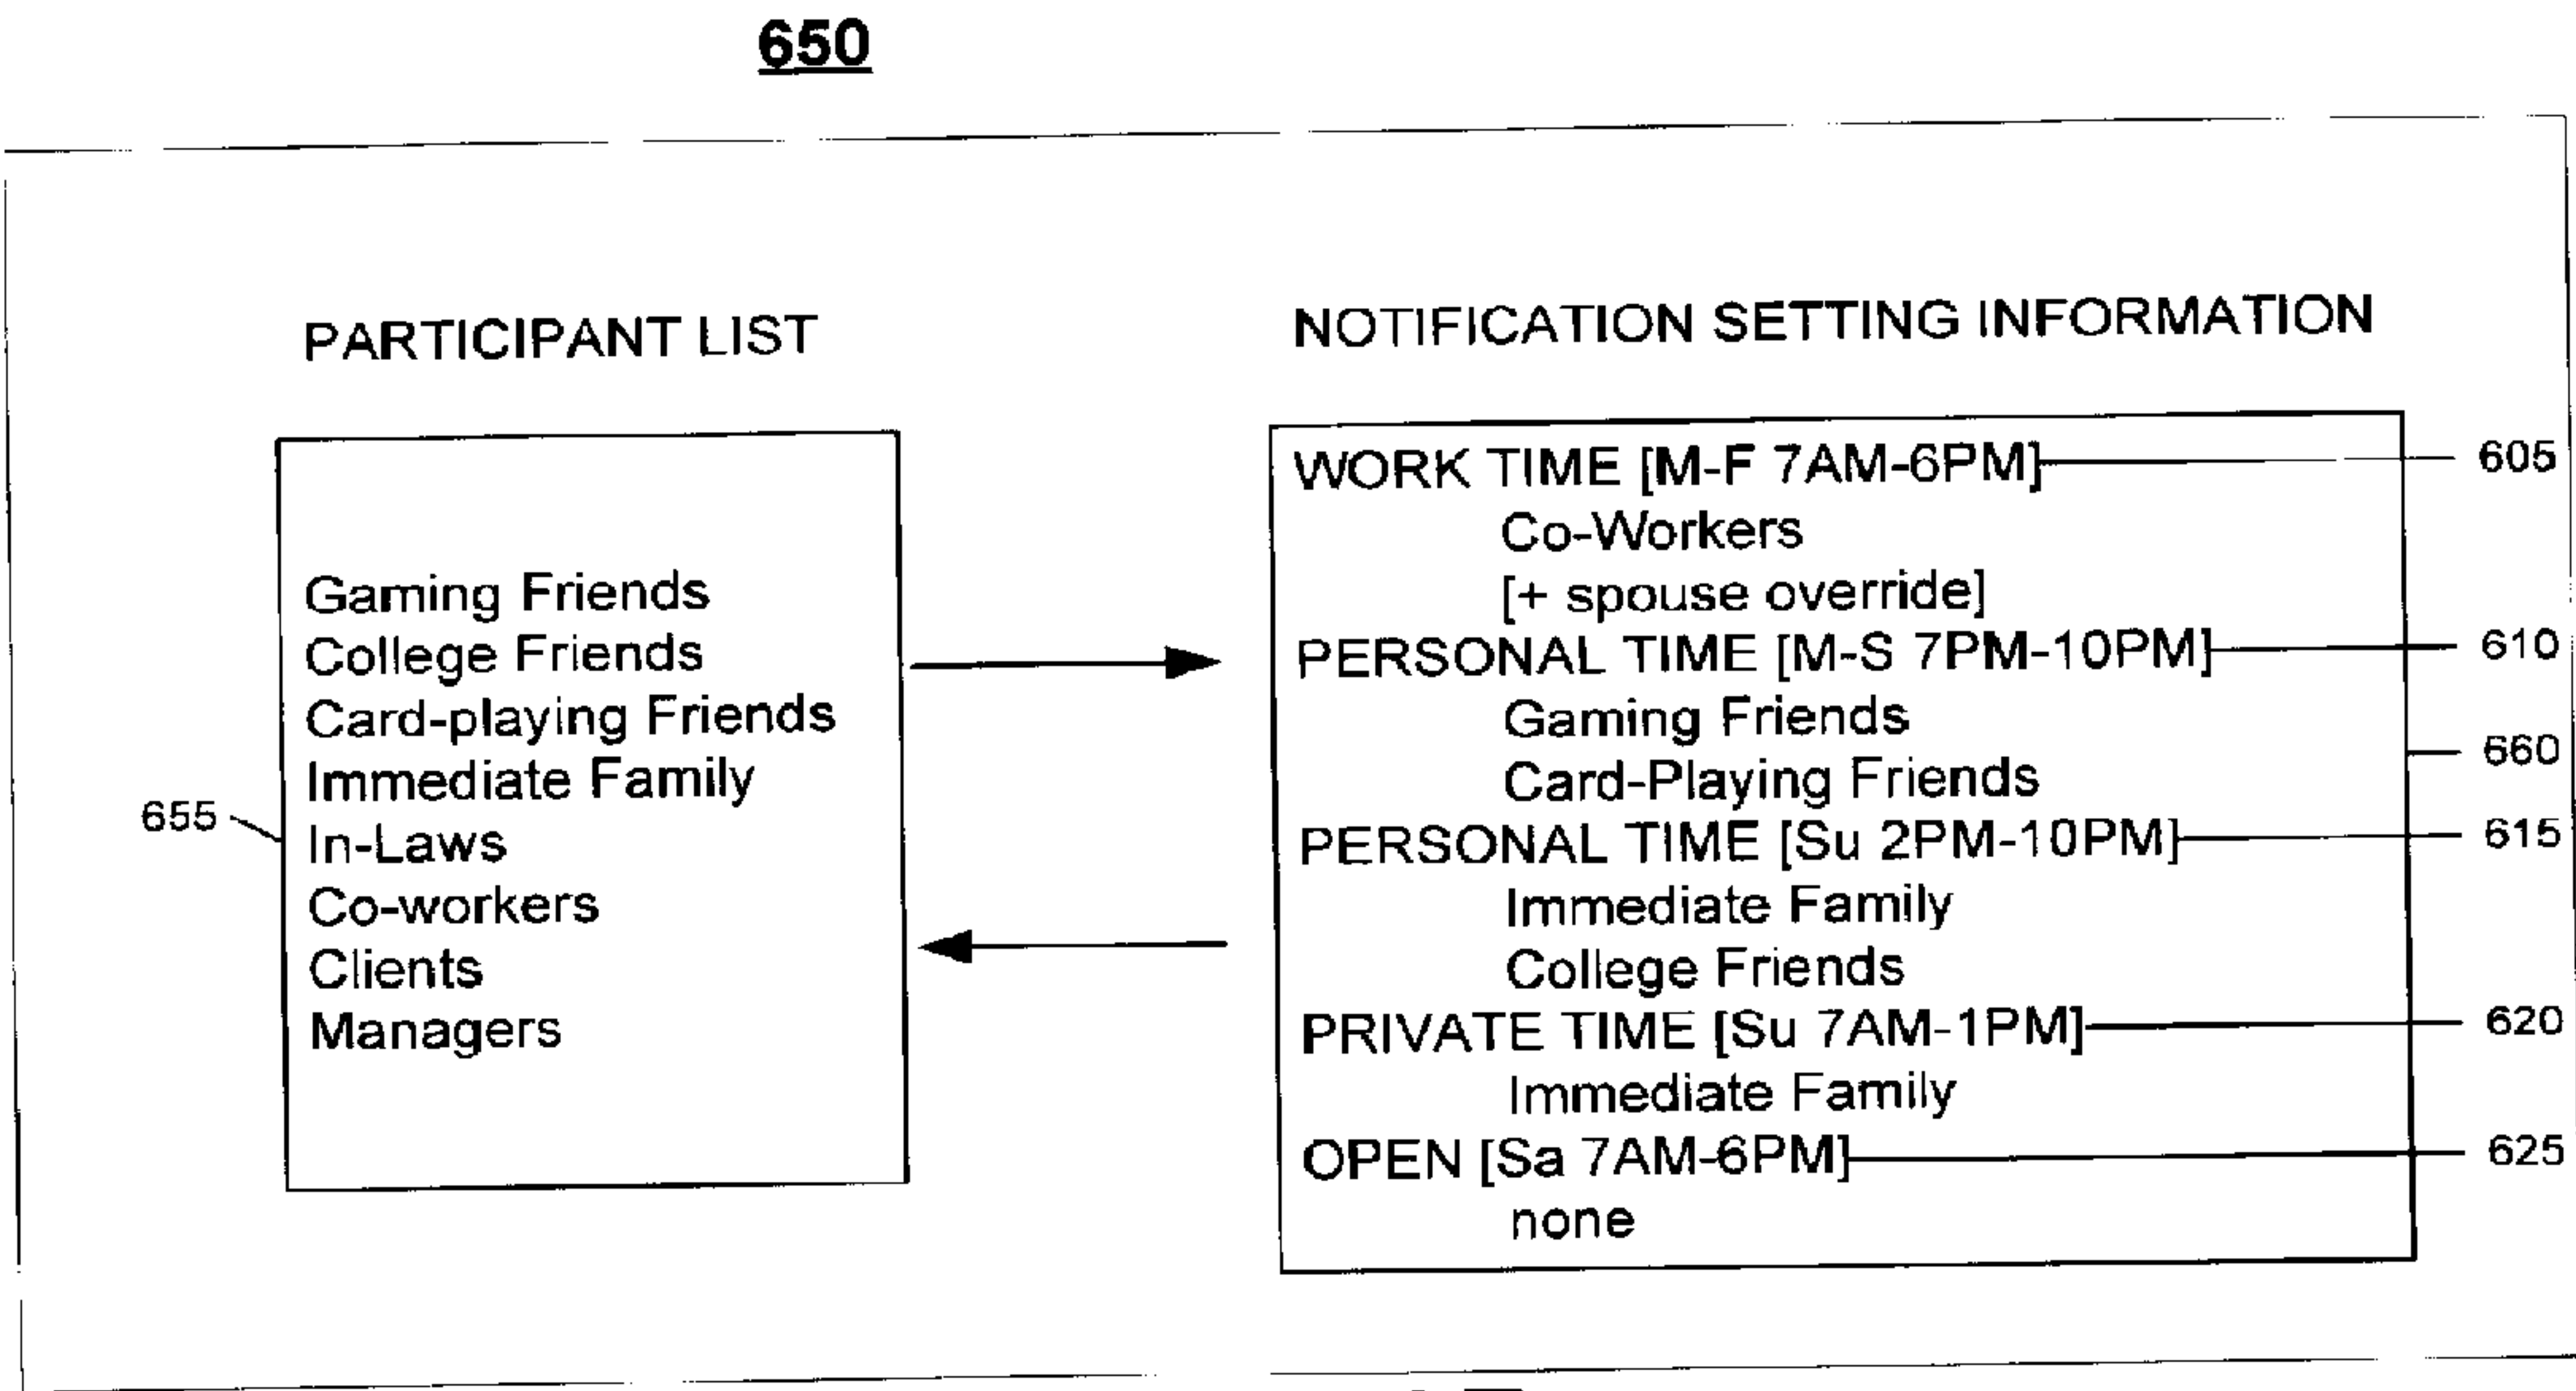 650
PARTICIPANT LIST
Gaming Friends
College Friends
Card-playing Friends
Immediate Family
655
In-Laws
Co-workers
Clients
Managers
NOTIFICATION SETTING INFORMATION
WORK TIME [M-F 7AM-6PM] 605
Co-Workers
[+ spouse override]
PERSONAL TIME [M-S 7PM-10PM] 610
Gaming Friends
660
Card-Playing Friends
PERSONAL TIME [Su 2PM-10PM] 615
Immediate Family
College Friends
PRIVATE TIME [Su 7AM-1PM] 620
Immediate Family
OPEN [Sa 7AM-6PM] 625
none